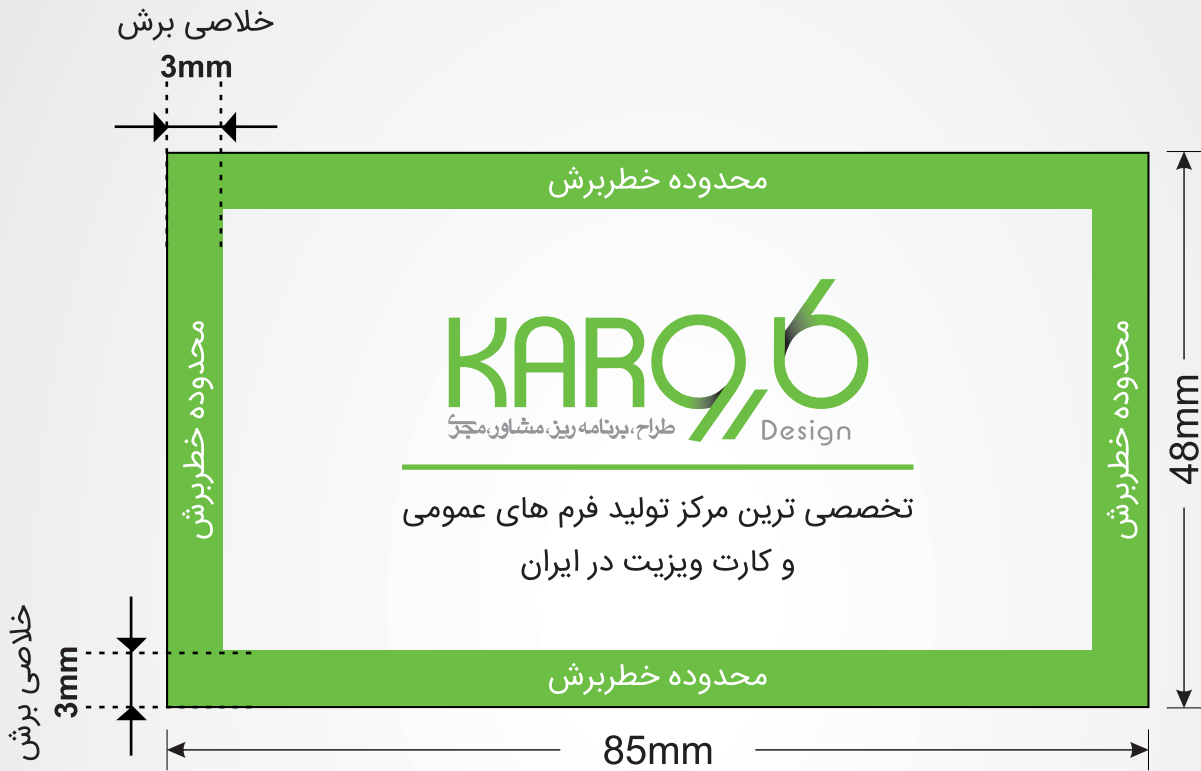 خلاصی برش
3mm
محدوده خطربرش
محدوده خطربرش
محدوده خطربرش
48mm
KARO
کارو
طراح، برنامه ریز، مشاور، مجری
Design
تخصصی ترین مرکز تولید فرم های عمومی
و کارت ویزیت در ایران
خلاصی برش
3mm
محدوده خطربرش
85mm